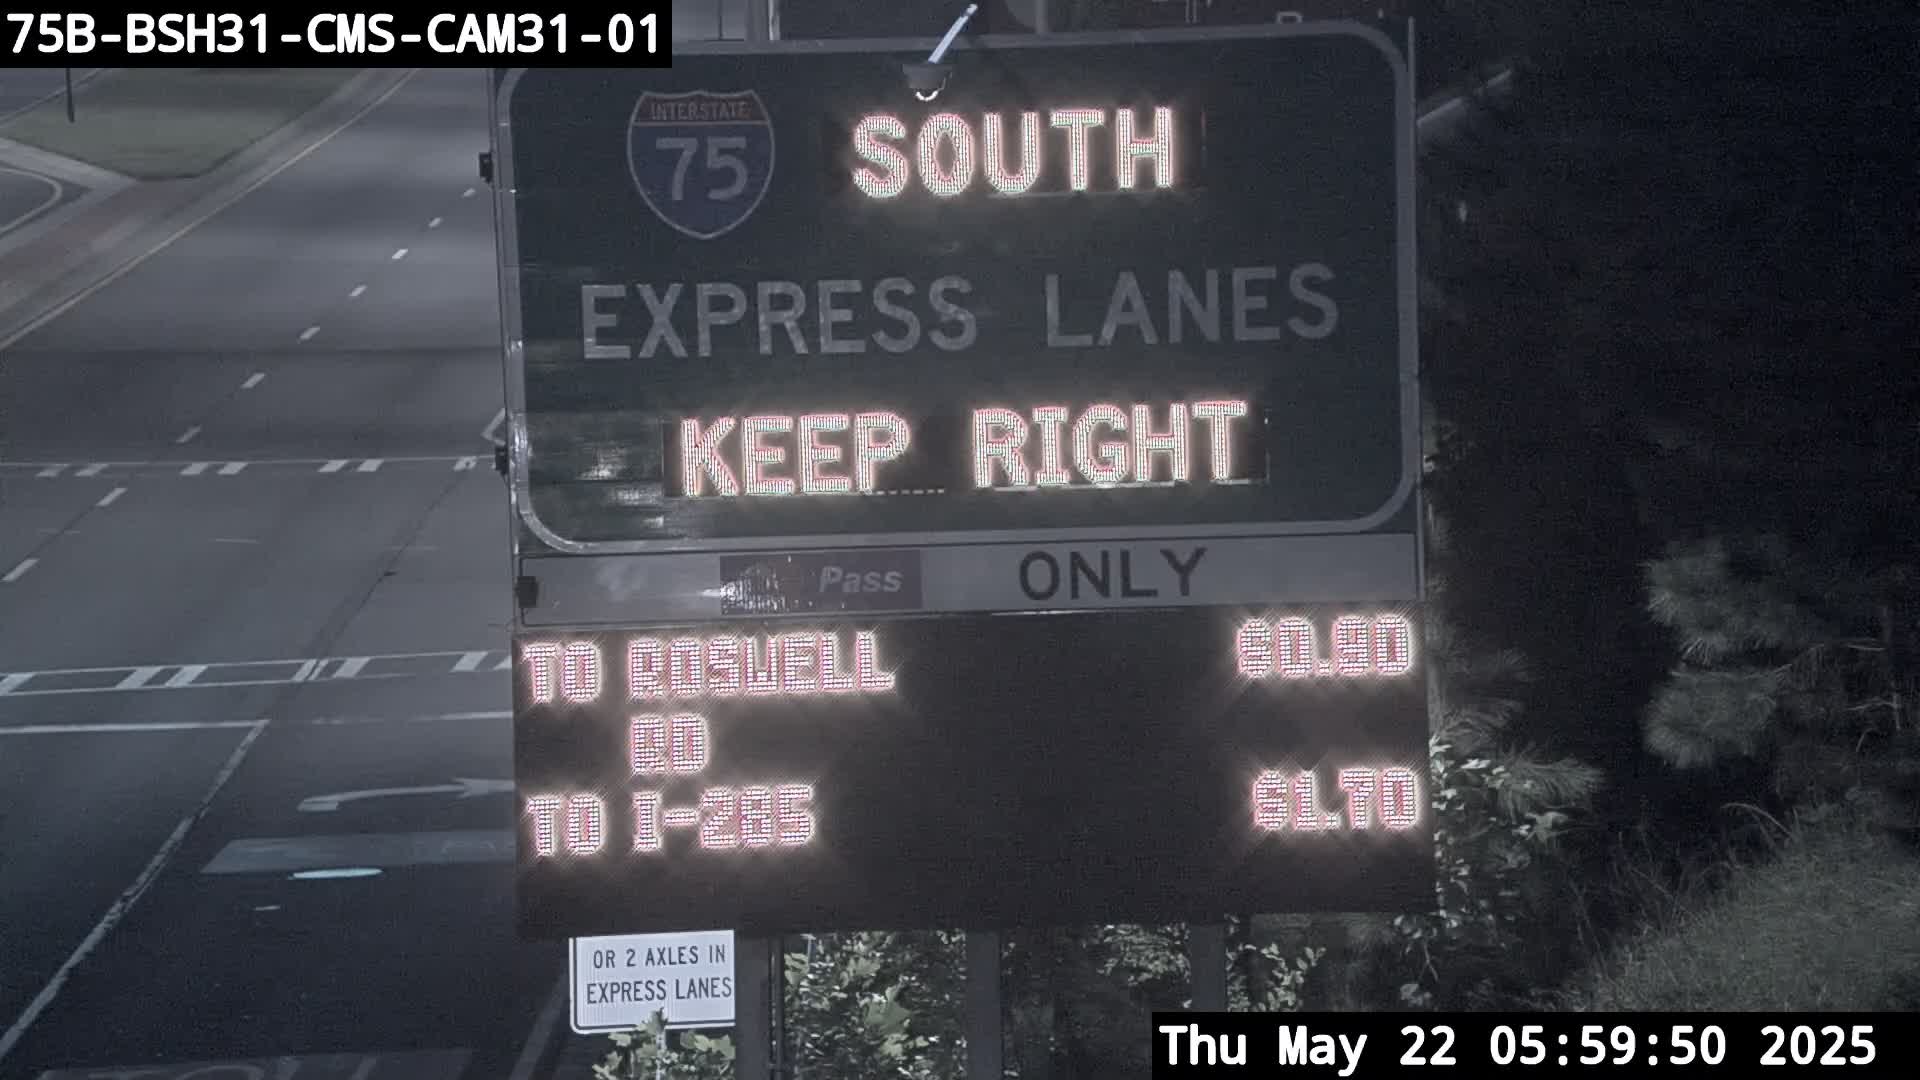 75B-BSH31-CMS-CAM31-01
INTERSTATE
75
SOUTH
EXPRESS LANES
KEEP RIGHT
Pass ONLY
TO ROSWELL $0.90
RD
TO I-285 $1.70
OR 2 AXLES IN
EXPRESS LANES
Thu May 22 05:59:50 2025